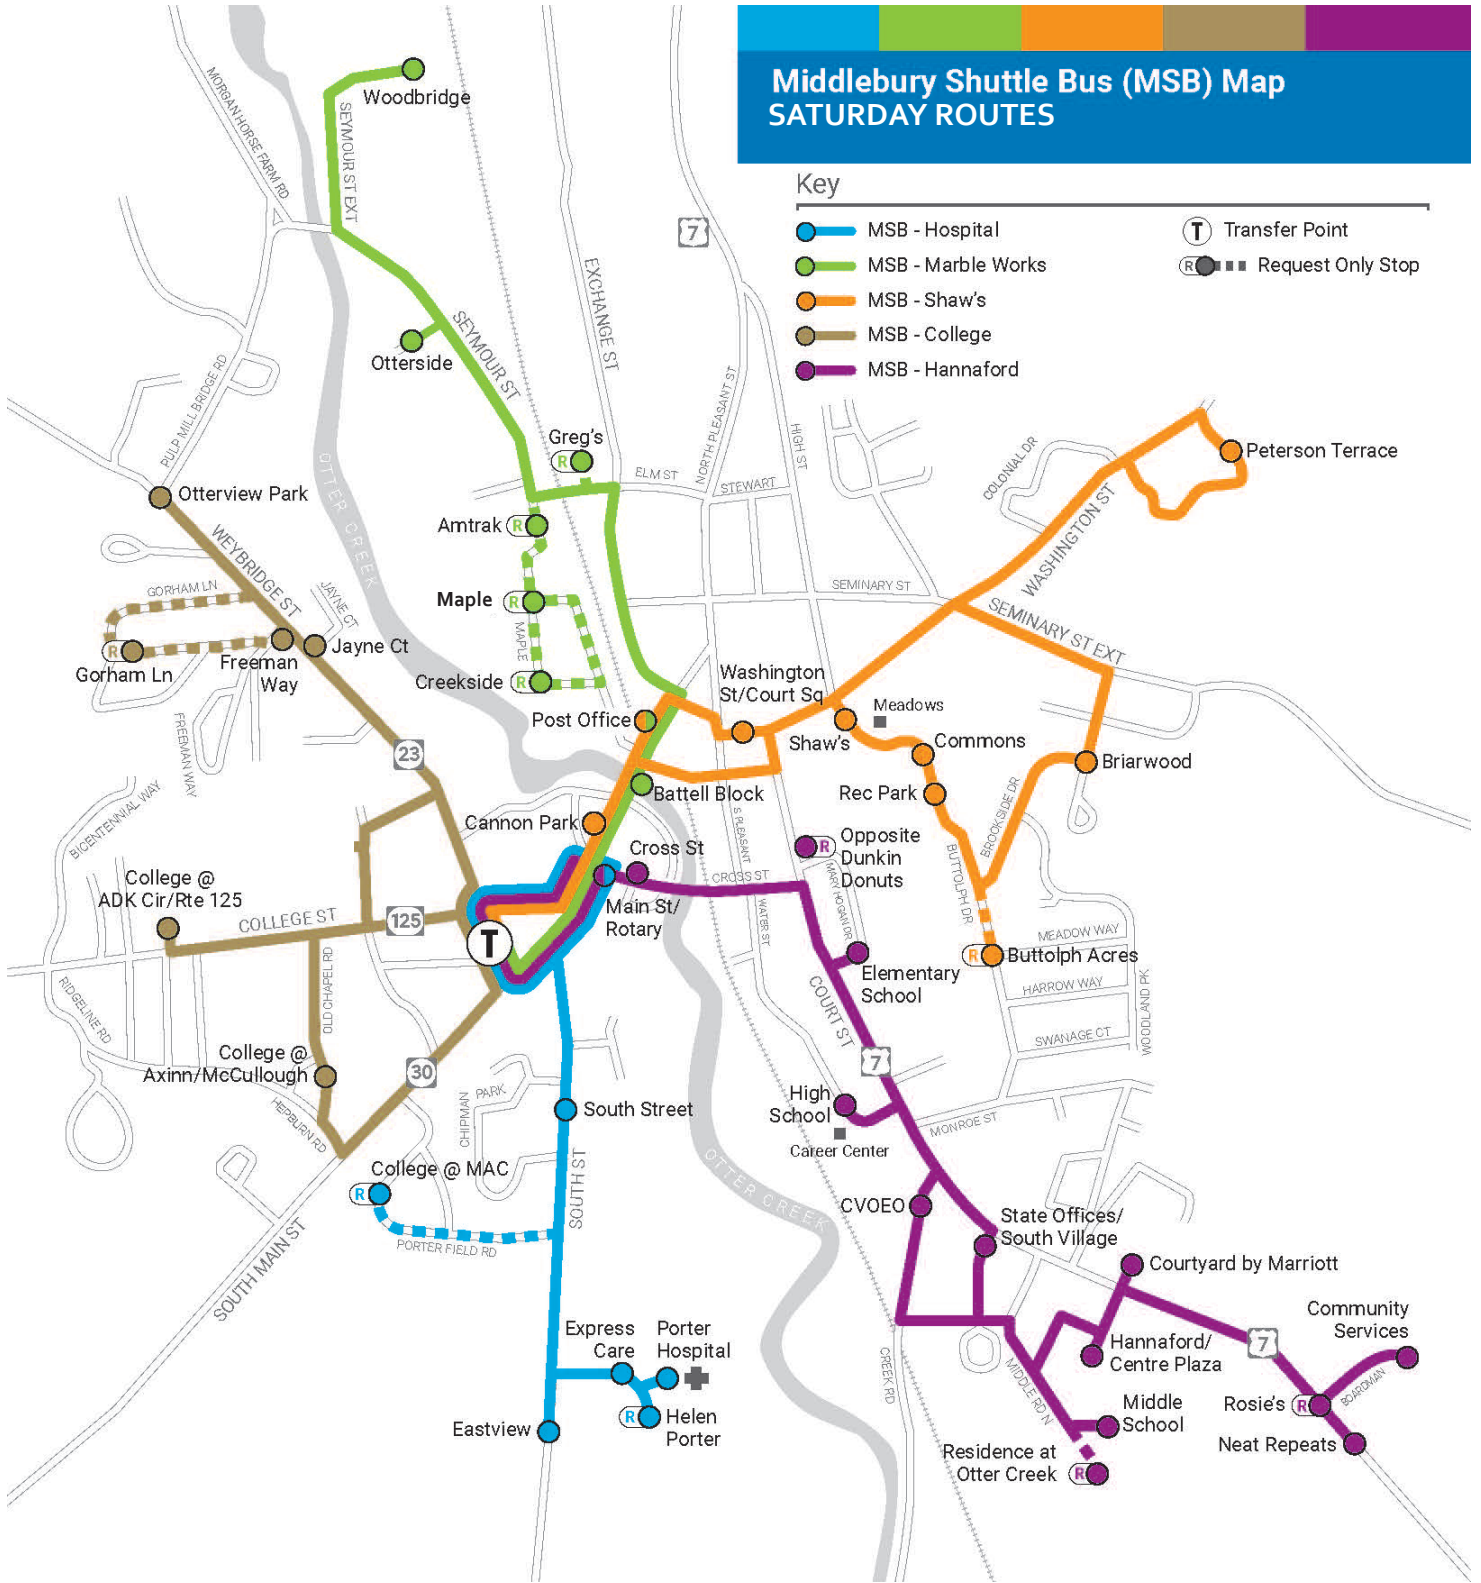 Middlebury Shuttle Bus (MSB) Map
SATURDAY ROUTES
Key
MSB - Hospital
MSB - Marble Works
MSB - Shaw's
MSB - College
MSB - Hannaford
T Transfer Point
R Request Only Stop
Woodbridge
SEYMOUR ST EXT
MORGAN HORSE FARM RD
7
EXCHANGE ST
SEYMOUR ST
Otterside
PULP MILL BRIDGE RD
NORTH PLEASANT ST
HIGH ST
Greg's
R
ELM ST
STEWART
COLONIAL DR
Peterson Terrace
WASHINGTON ST
OTTER CREEK
Otterview Park
WEYBRIDGE ST
Amtrak R
GORHAM LN
JAYNE CT
Maple R
MAPLE
SEMINARY ST
SEMINARY ST EXT
R
Gorham Ln
Freeman
Way
Jayne Ct
Creekside R
FREEMAN WAY
Washington
St/Court Sq
Post Office
Shaw's
Meadows
Commons
Briarwood
23
Battell Block
Rec Park
BROOKSIDE DR
BICENTENNIAL WAY
Cannon Park
S PLEASANT
Opposite
Dunkin
Donuts
R
MARY HOGAN DR
BUTTOLPH DR
Cross St
CROSS ST
College @
ADK Cir/Rte 125
COLLEGE ST
125
Main St/
Rotary
WATER ST
T
MEADOW WAY
R Buttolph Acres
Elementary
School
HARROW WAY
WOODLAND PK
RIDGELINE RD
OLD CHAPEL RD
COURT ST
SWANAGE CT
College @
Axinn/McCullough
30
7
CHIPMAN
PARK
South Street
High
School
Career Center
MONROE ST
HEPBURN RD
College @ MAC
R
SOUTH ST
OTTER CREEK
PORTER FIELD RD
SOUTH MAIN ST
CVOEO
State Offices/
South Village
Courtyard by Marriott
Express
Care
Porter
Hospital
Community
Services
Hannaford/
Centre Plaza
7
CREEK RD
MIDDLE RD N
BOARDMAN
Rosie's R
Eastview
R Helen
Porter
Middle
School
Neat Repeats
Residence at
Otter Creek
R